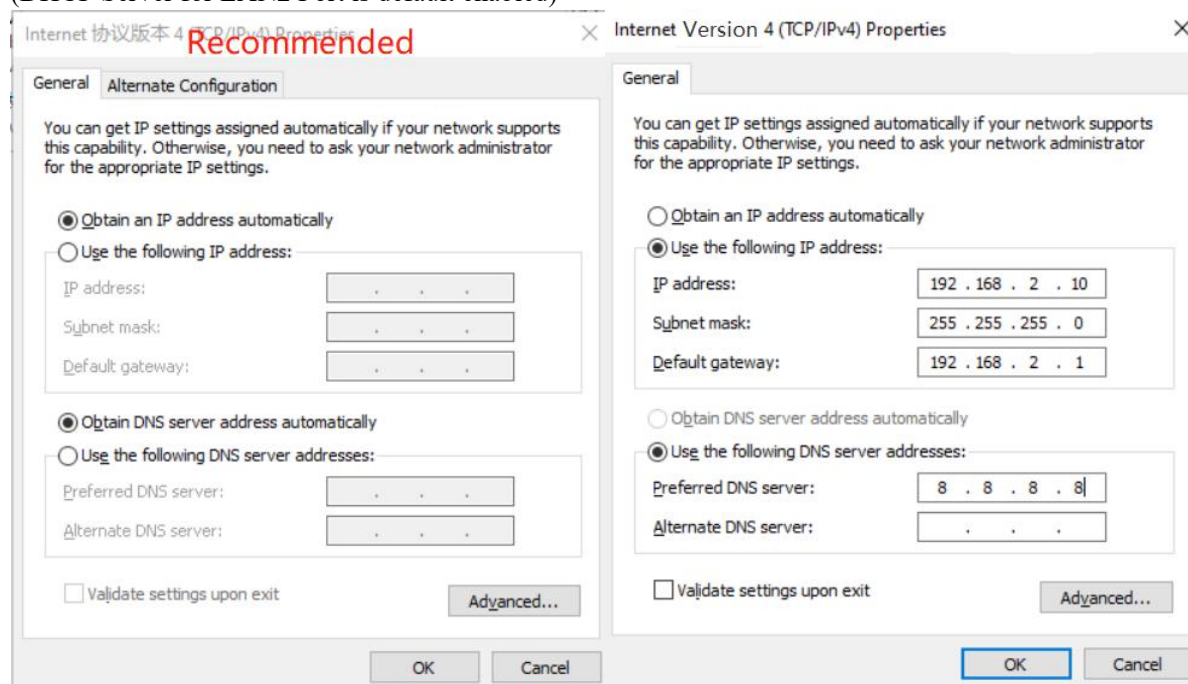 (DHCP Server for LAN2 Port is default enabled)
Internet 协议版本 4 (TCP/IPv4) Properties
Recommended
General
Alternate Configuration
You can get IP settings assigned automatically if your network supports
this capability. Otherwise, you need to ask your network administrator
for the appropriate IP settings.
Obtain an IP address automatically
Use the following IP address:
IP address:
Subnet mask:
Default gateway:
Obtain DNS server address automatically
Use the following DNS server addresses:
Preferred DNS server:
Alternate DNS server:
Validate settings upon exit
Advanced...
OK
Cancel
Internet Version 4 (TCP/IPv4) Properties
General
You can get IP settings assigned automatically if your network supports
this capability. Otherwise, you need to ask your network administrator
for the appropriate IP settings.
Obtain an IP address automatically
Use the following IP address:
IP address: 192 . 168 . 2 . 10
Subnet mask: 255 . 255 . 255 . 0
Default gateway: 192 . 168 . 2 . 1
Obtain DNS server address automatically
Use the following DNS server addresses:
Preferred DNS server: 8 . 8 . 8 . 8
Alternate DNS server: . . .
Validate settings upon exit
Advanced...
OK
Cancel